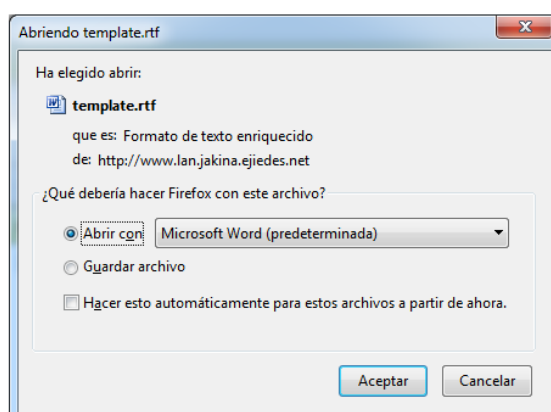 Abriendo template.rtf
Ha elegido abrir:
template.rtf
que es: Formato de texto enriquecido
de: http://www.lan.jakina.ejiedes.net
¿Qué debería hacer Firefox con este archivo?
Abrir con Microsoft Word (predeterminada)
Guardar archivo
Hacer esto automáticamente para estos archivos a partir de ahora.
Aceptar Cancelar